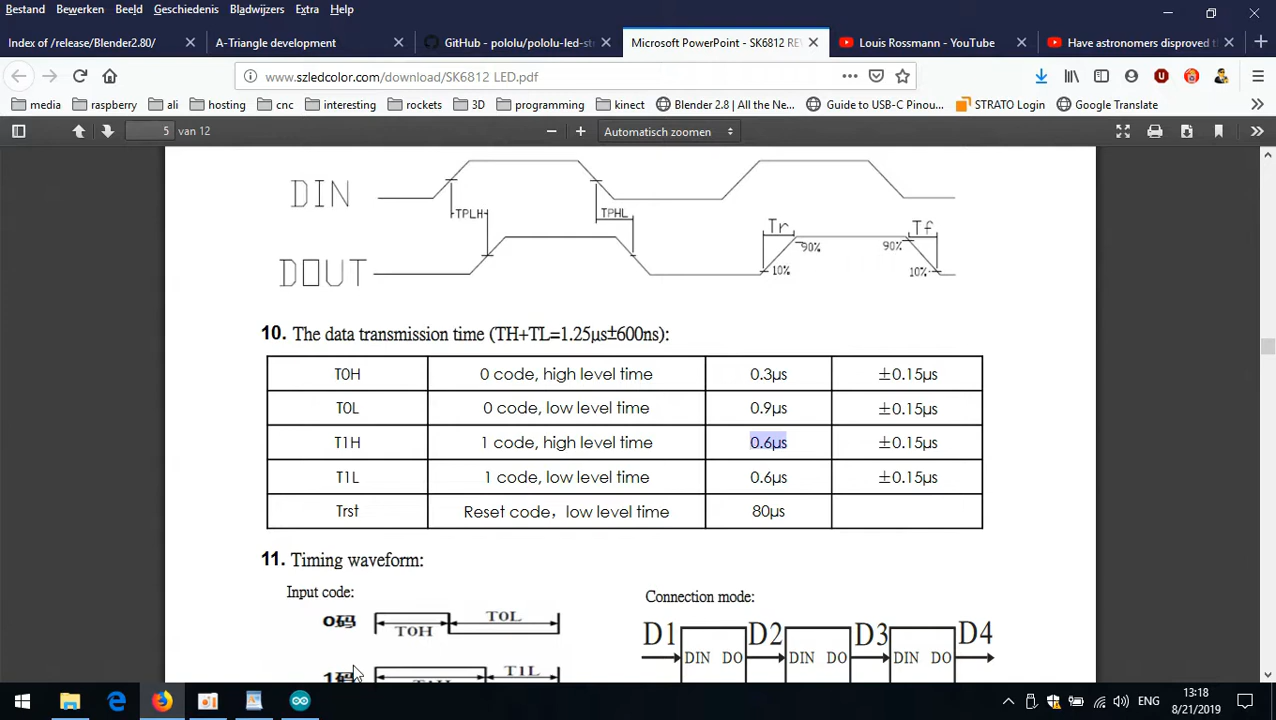 Bestand Bewerken Beeld Geschiedenis Bladwijzers Extra Help
Index of /release/Blender2.80/ A-Triangle development GitHub - pololu/pololu-led-st Microsoft PowerPoint - SK6812 RE Louis Rossmann - YouTube Have astronomers disproved th
www.szledcolor.com/download/SK6812 LED.pdf
media raspberry ali hosting cnc interesting rockets 3D programming kinect Blender 2.8 | All the Ne... Guide to USB-C Pinou... STRATO Login Google Translate
5 van 12 Automatisch zoomen
DIN
TPLH TPHL Tr Tf
90% 90%
DOUT
10% 10%
10. The data transmission time (TH+TL=1.25µs±600ns):
T0H 0 code, high level time 0.3µs ±0.15µs
T0L 0 code, low level time 0.9µs ±0.15µs
T1H 1 code, high level time 0.6µs ±0.15µs
T1L 1 code, low level time 0.6µs ±0.15µs
Trst Reset code，low level time 80µs
11. Timing waveform:
Input code: Connection mode:
0码 T0H T0L
D1 DIN DO D2 DIN DO D3 DIN DO D4
1码 T1L
ENG 13:18
8/21/2019